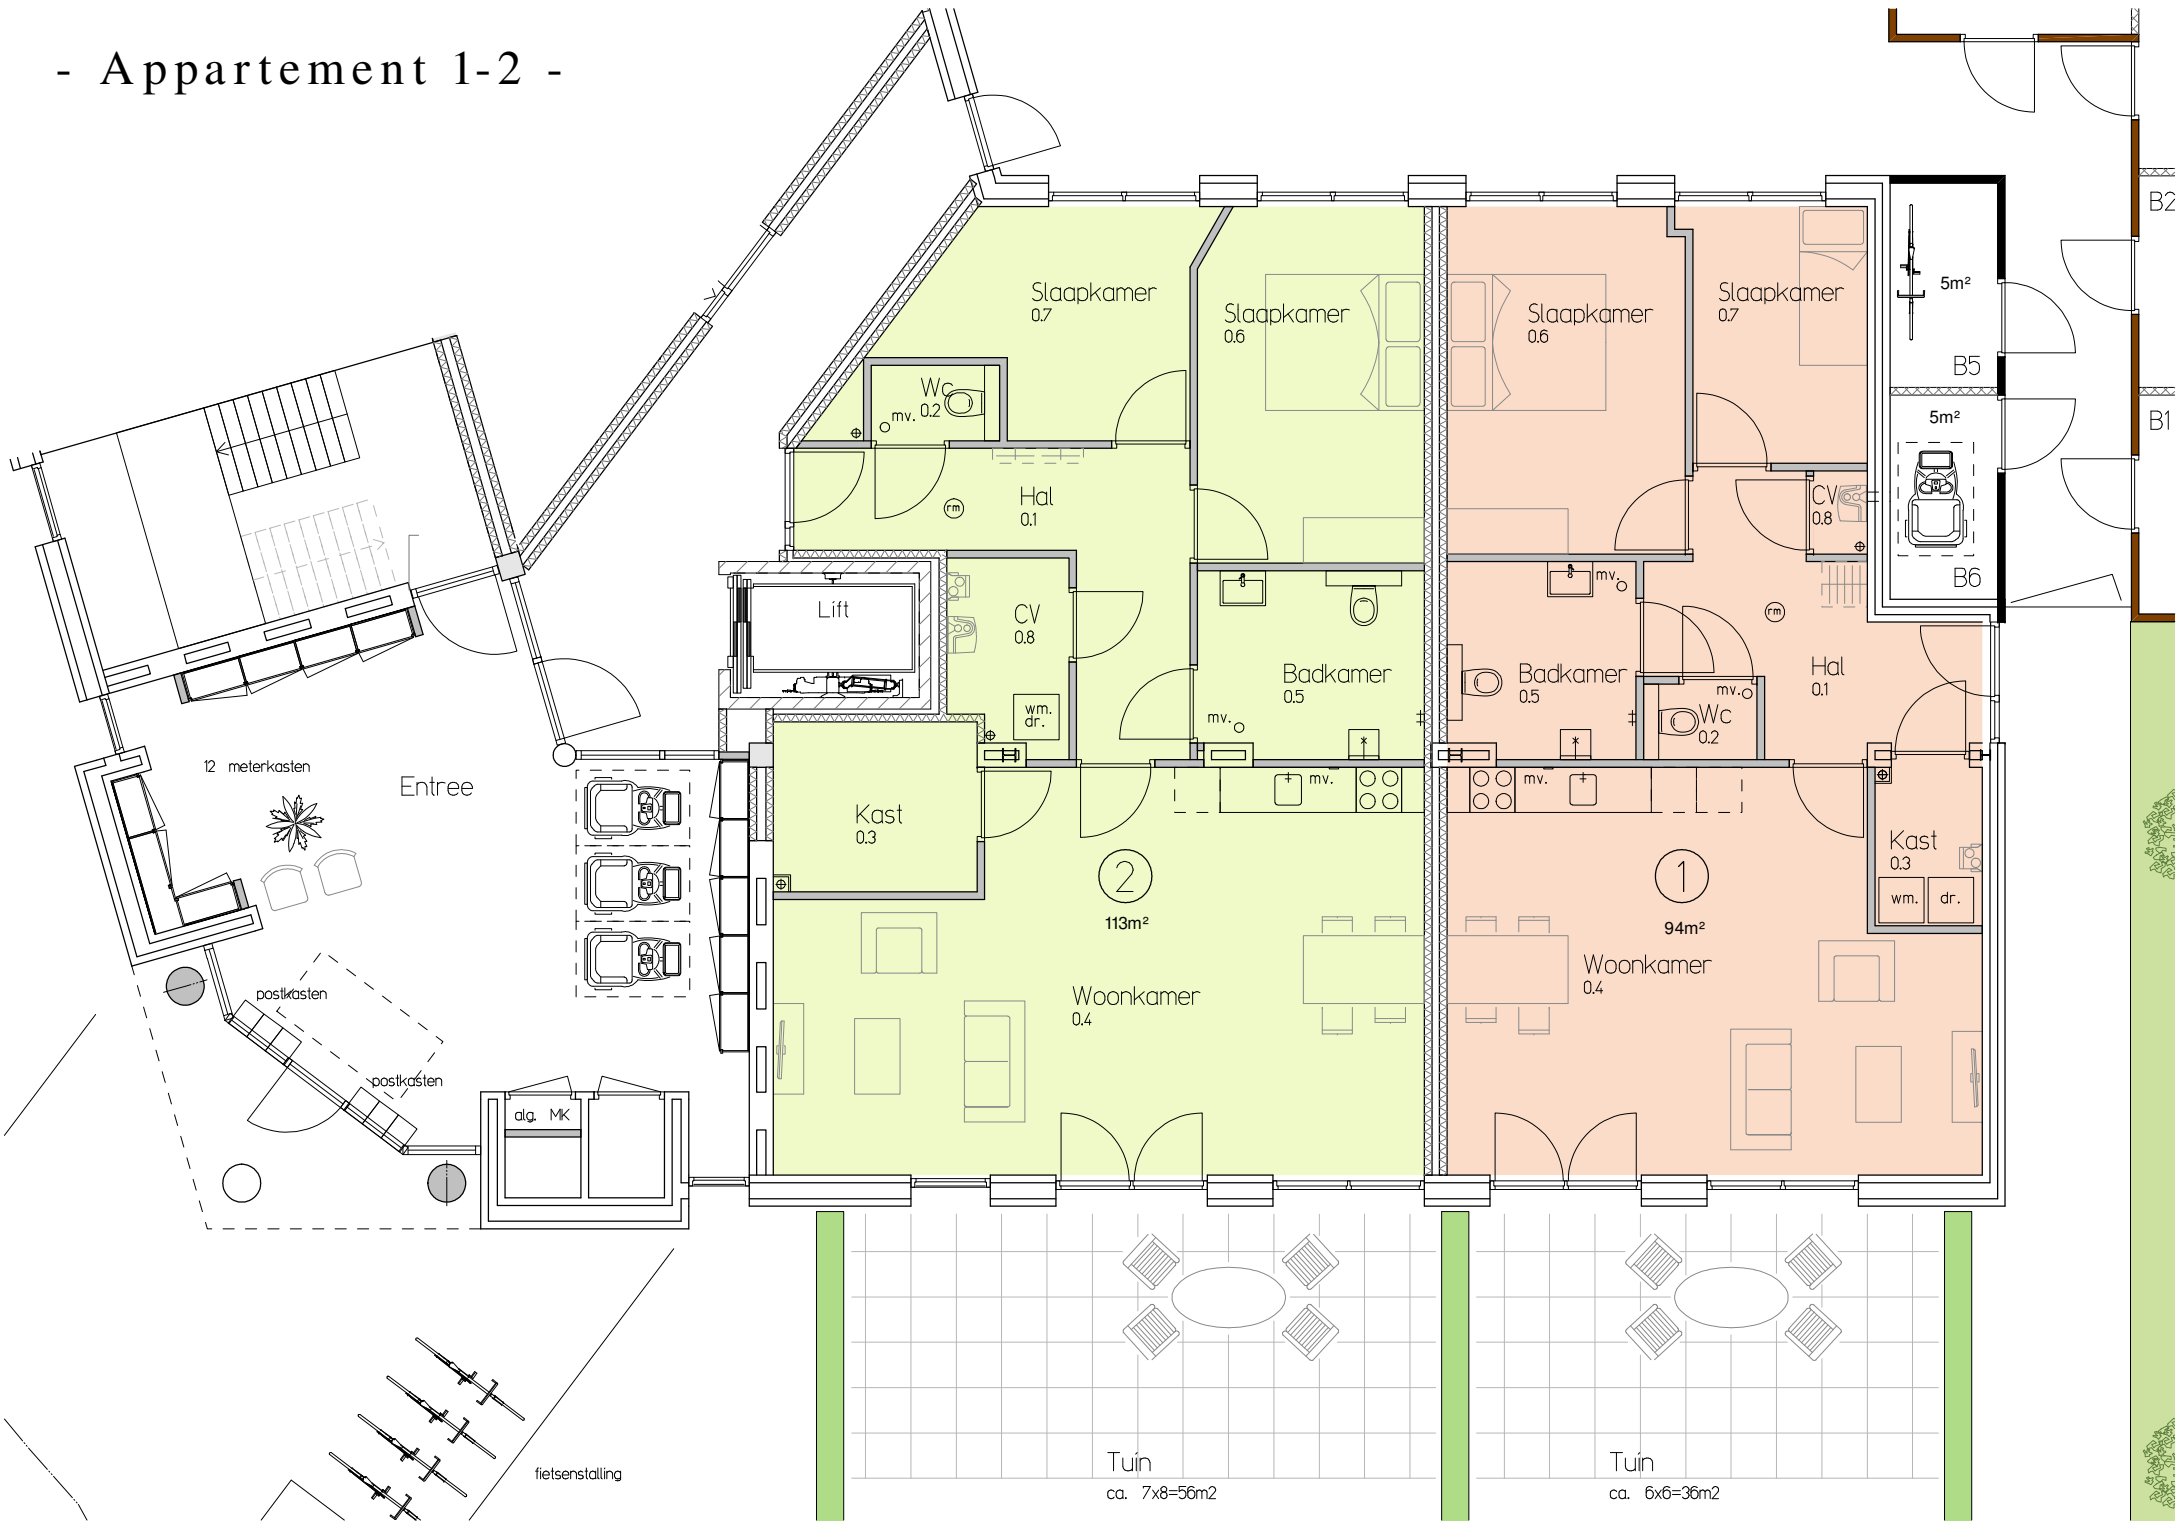 - Appartement 1-2 -
B2
5m²
B5
B1
5m²
B6
Slaapkamer
0.7
Slaapkamer
0.6
Slaapkamer
0.6
Slaapkamer
0.7
Wc
0.2
mv.
Hal
0.1
rm
CV
0.8
Lift
CV
0.8
wm.
dr.
Badkamer
0.5
mv.
mv.
Badkamer
0.5
rm
Hal
0.1
mv.
Wc
0.2
12 meterkasten
Entree
Kast
0.3
mv.
mv.
2
113m²
1
94m²
Kast
0.3
wm.
dr.
Woonkamer
0.4
Woonkamer
0.4
postkasten
postkasten
alg. MK
fietsenstalling
Tuin
ca. 7x8=56m2
Tuin
ca. 6x6=36m2